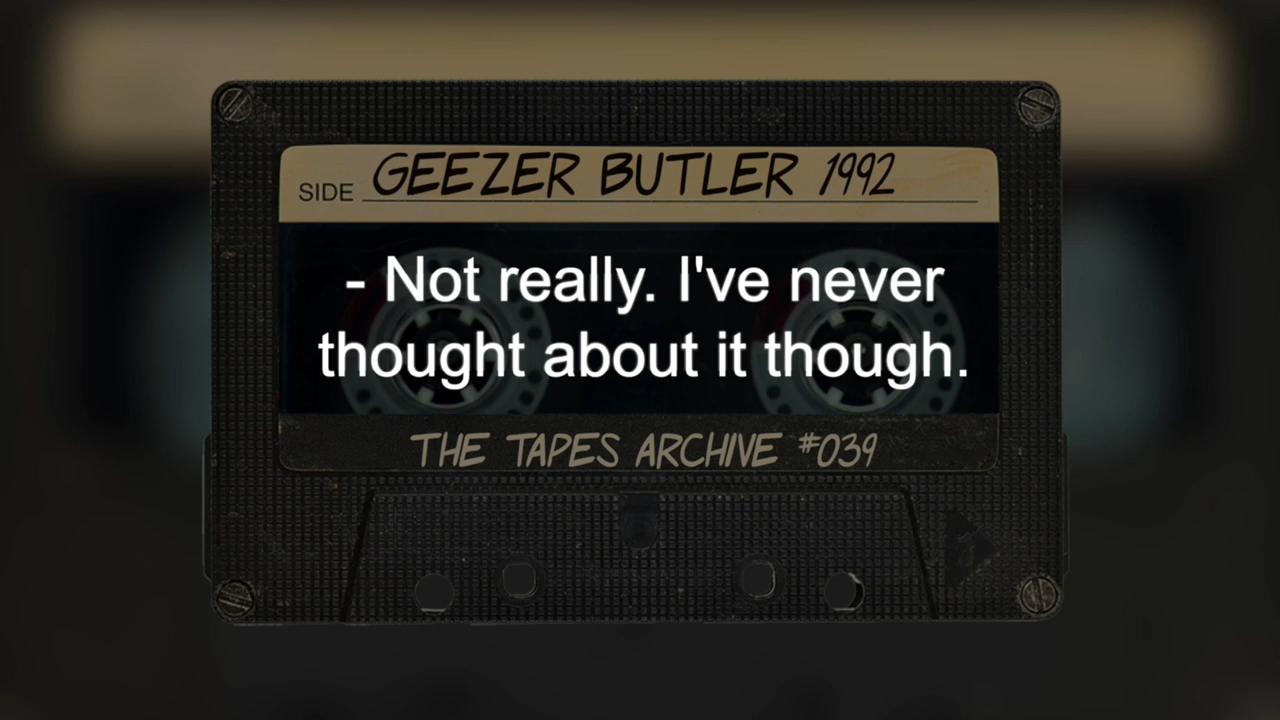 GEEZER BUTLER 1992
SIDE
- Not really. I've never
thought about it though.
THE TAPES ARCHIVE #039